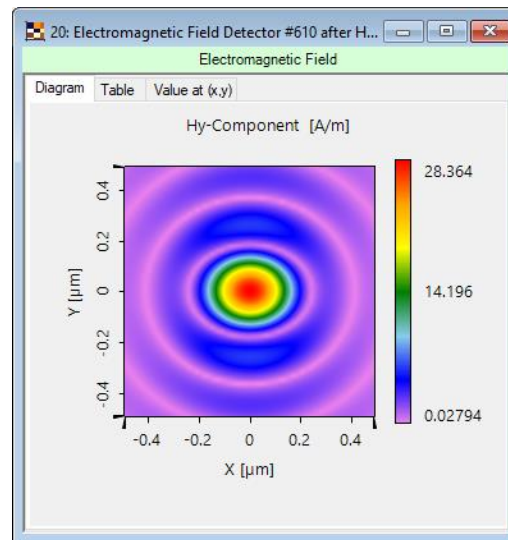 20: Electromagnetic Field Detector #610 after H...
Electromagnetic Field
Diagram Table Value at (x,y)
Hy-Component [A/m]
28.364
14.196
0.02794
0.4
0.2
0
-0.2
-0.4
Y [µm]
-0.4 -0.2 0 0.2 0.4
X [µm]